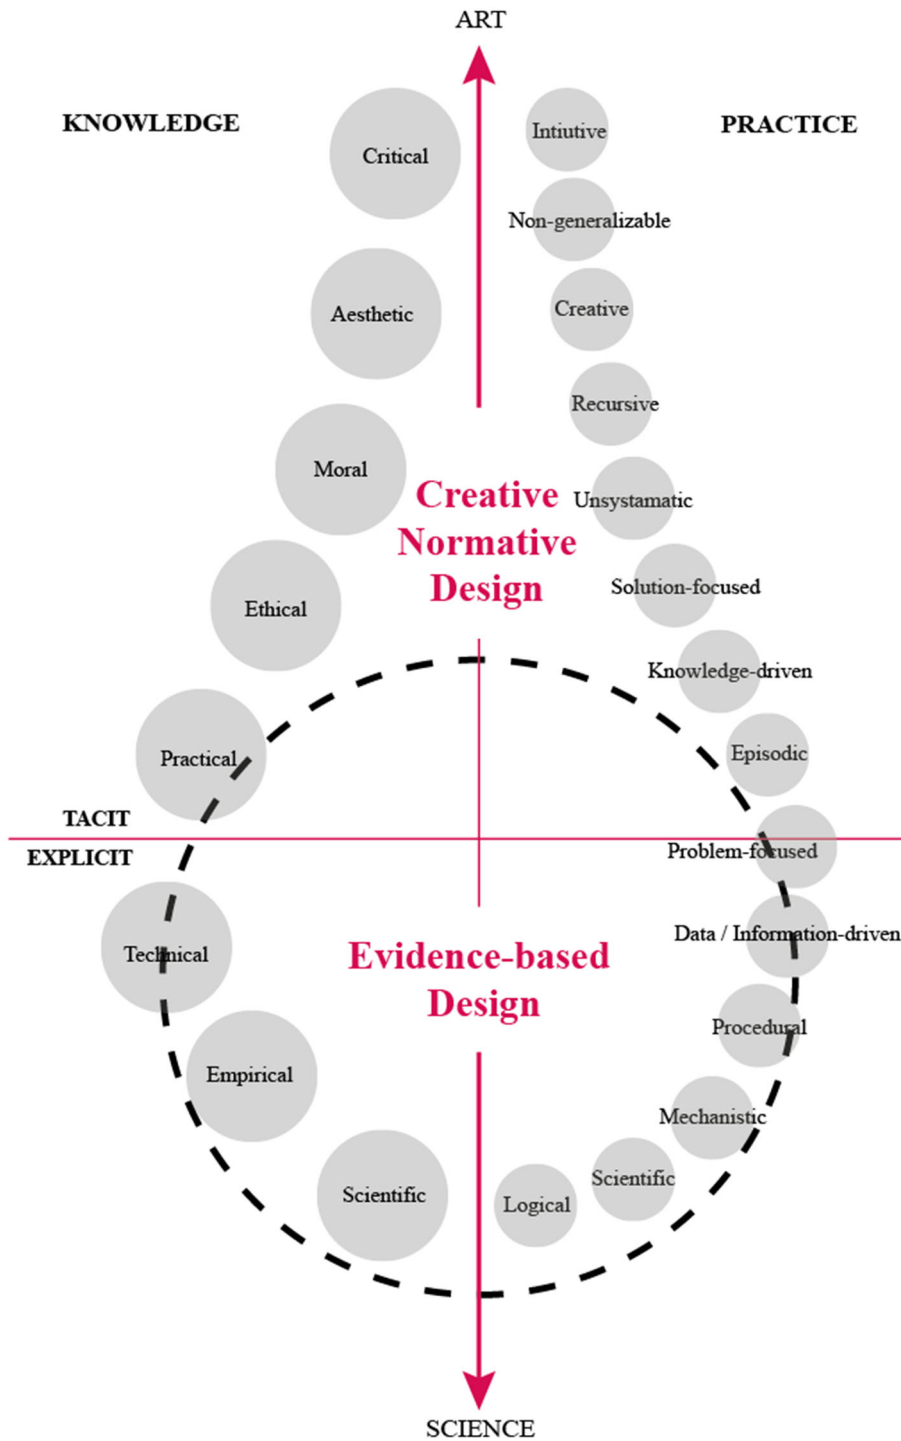 ART
KNOWLEDGE
PRACTICE
Intiutive
Critical
Non-generalizable
Creative
Aesthetic
Recursive
Moral
Creative
Normative
Design
Unsystamatic
Solution-focused
Ethical
Knowledge-driven
Practical
Episodic
TACIT
EXPLICIT
Problem-focused
Technical
Data / Information-driven
Evidence-based
Design
Procedural
Empirical
Mechanistic
Scientific
Scientific
Logical
SCIENCE